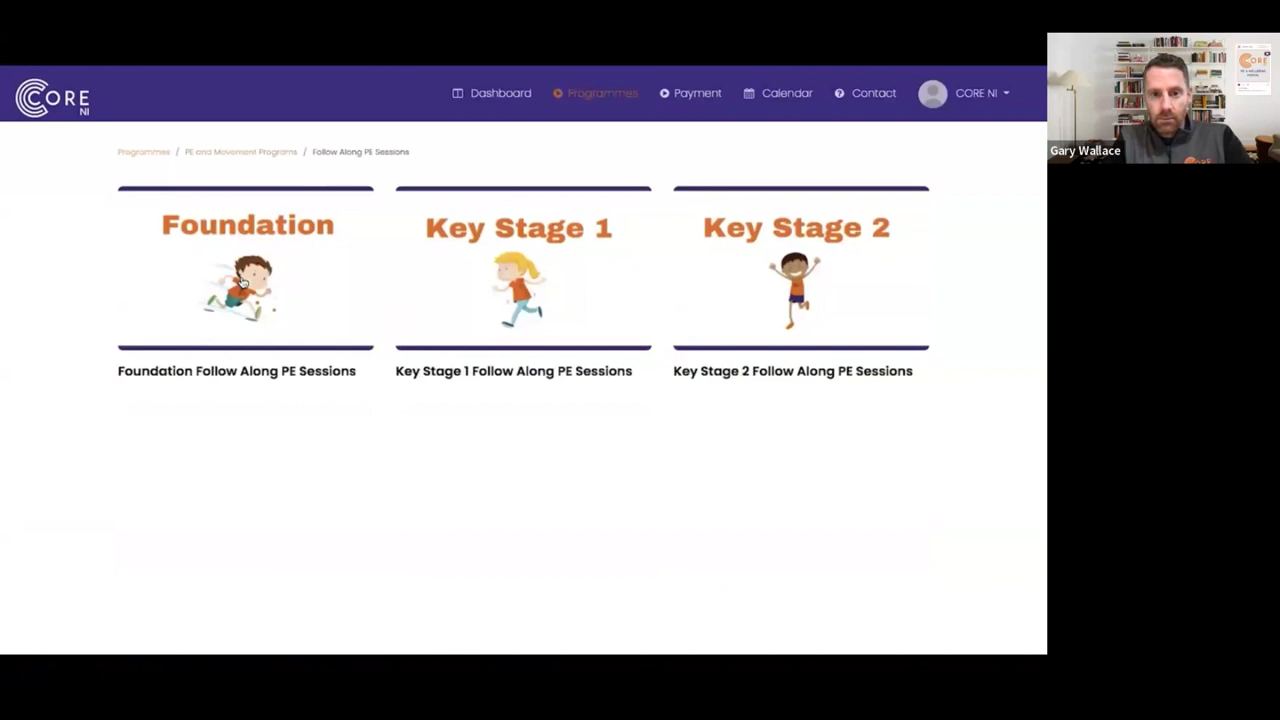 CORE NI
Dashboard Programmes Payment Calendar Contact CORE NI
Gary Wallace
Programmes / PE and Movement Programs / Follow Along PE Sessions
Foundation
Key Stage 1
Key Stage 2
Foundation Follow Along PE Sessions
Key Stage 1 Follow Along PE Sessions
Key Stage 2 Follow Along PE Sessions
CORE
CORE